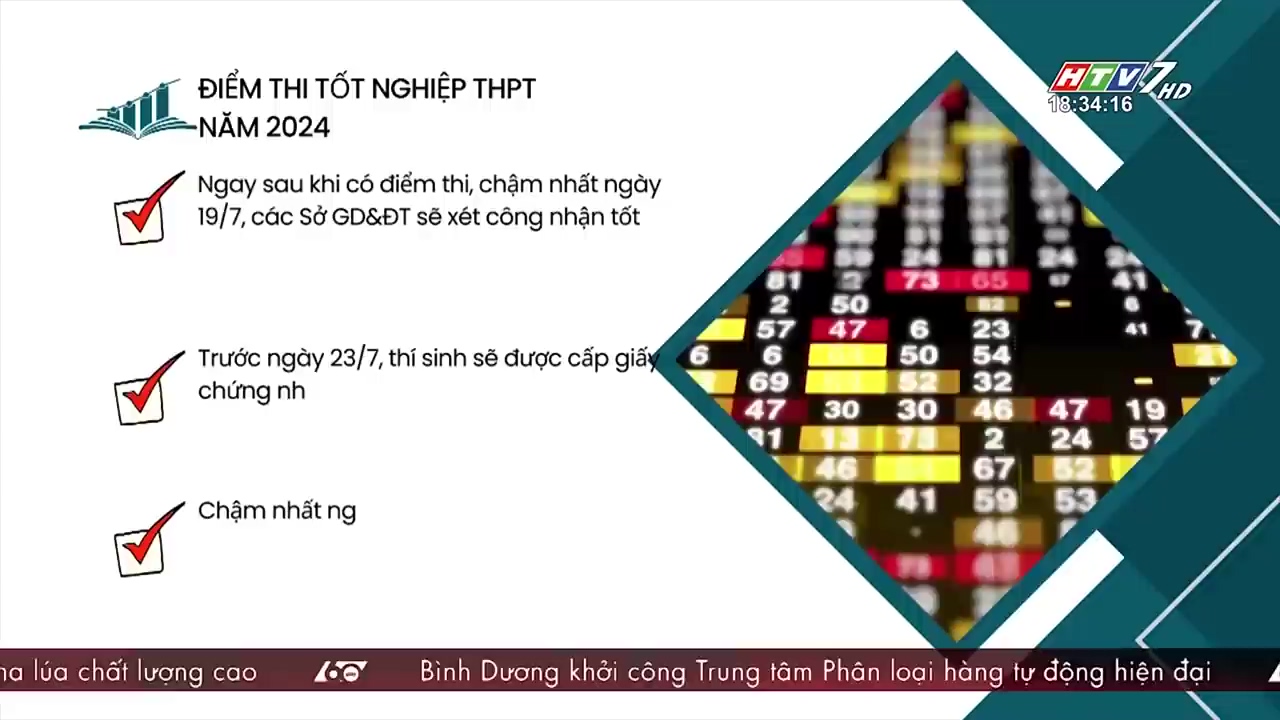 ĐIỂM THI TỐT NGHIỆP THPT
NĂM 2024
Ngay sau khi có điểm thi, chậm nhất ngày
19/7, các Sở GD&ĐT sẽ xét công nhận tốt
Trước ngày 23/7, thí sinh sẽ được cấp giấy
chứng nh
Chậm nhất ng
HTV7 HD
18:34:16
81 2 73 65 41
2 50 6
57 47 6 23 41
6 6 50 54 21
69 52 32
47 30 30 46 47 19
31 13 73 2 24 57
46 67 52
24 41 59 53
46
73
lúa chất lượng cao 60 Bình Dương khởi công Trung tâm Phân loại hàng tự động hiện đại